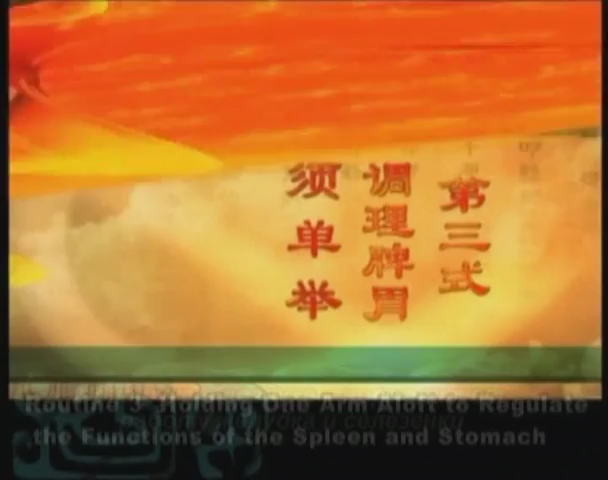 第三式
调理脾胃
须单举
Routine 3 Holding One Arm Aloft to Regulate
the Functions of the Spleen and Stomach